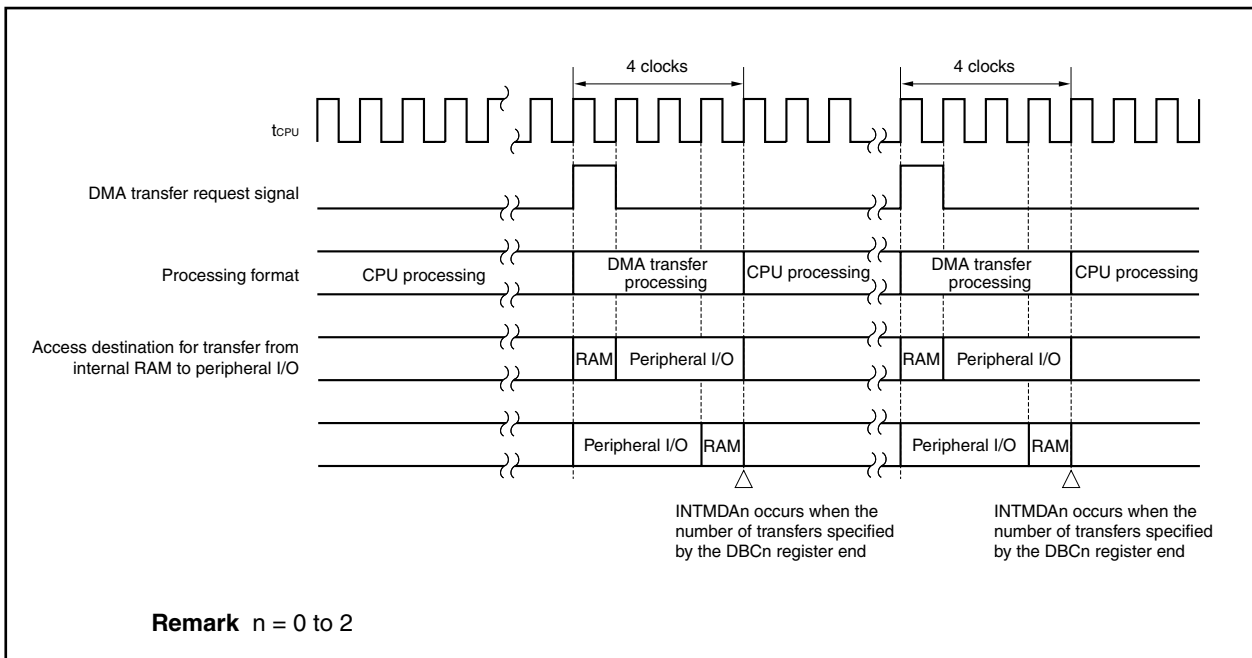 4 clocks 4 clocks
tCPU
DMA transfer request signal
Processing format
CPU processing
DMA transfer
processing
CPU processing
DMA transfer
processing
CPU processing
Access destination for transfer from
internal RAM to peripheral I/O
RAM Peripheral I/O RAM Peripheral I/O
Peripheral I/O RAM Peripheral I/O RAM
INTMDAn occurs when the
number of transfers specified
by the DBCn register end
INTMDAn occurs when the
number of transfers specified
by the DBCn register end
Remark n = 0 to 2